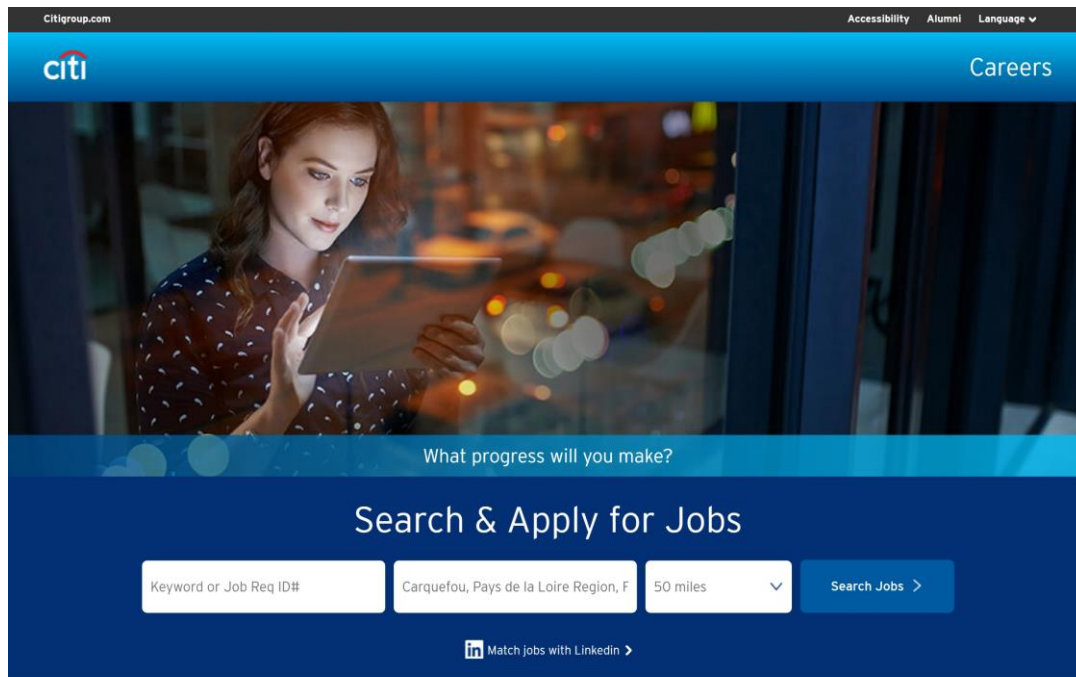 Citigroup.com Accessibility Alumni Language
citi Careers
What progress will you make?
Search & Apply for Jobs
Keyword or Job Req ID# Carquefou, Pays de la Loire Region, F 50 miles Search Jobs
in Match jobs with Linkedin